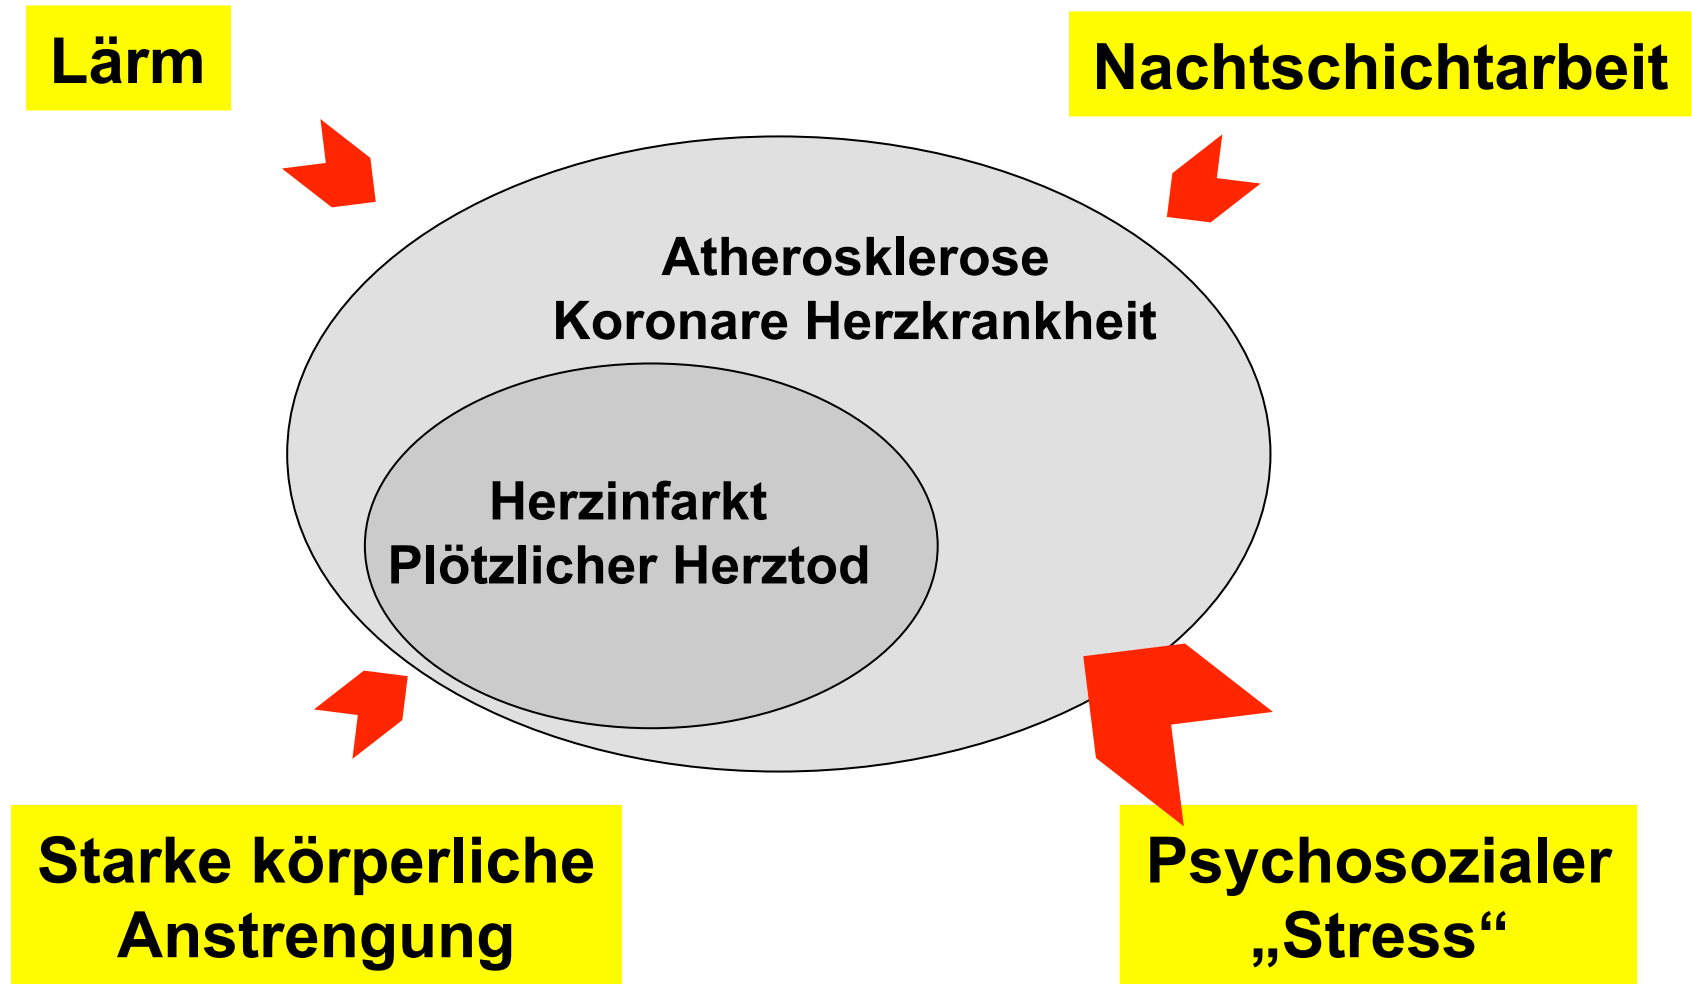 Lärm
Nachtschichtarbeit
Atherosklerose
Koronare Herzkrankheit
Herzinfarkt
Plötzlicher Herztod
Starke körperliche
Anstrengung
Psychosozialer
„Stress“